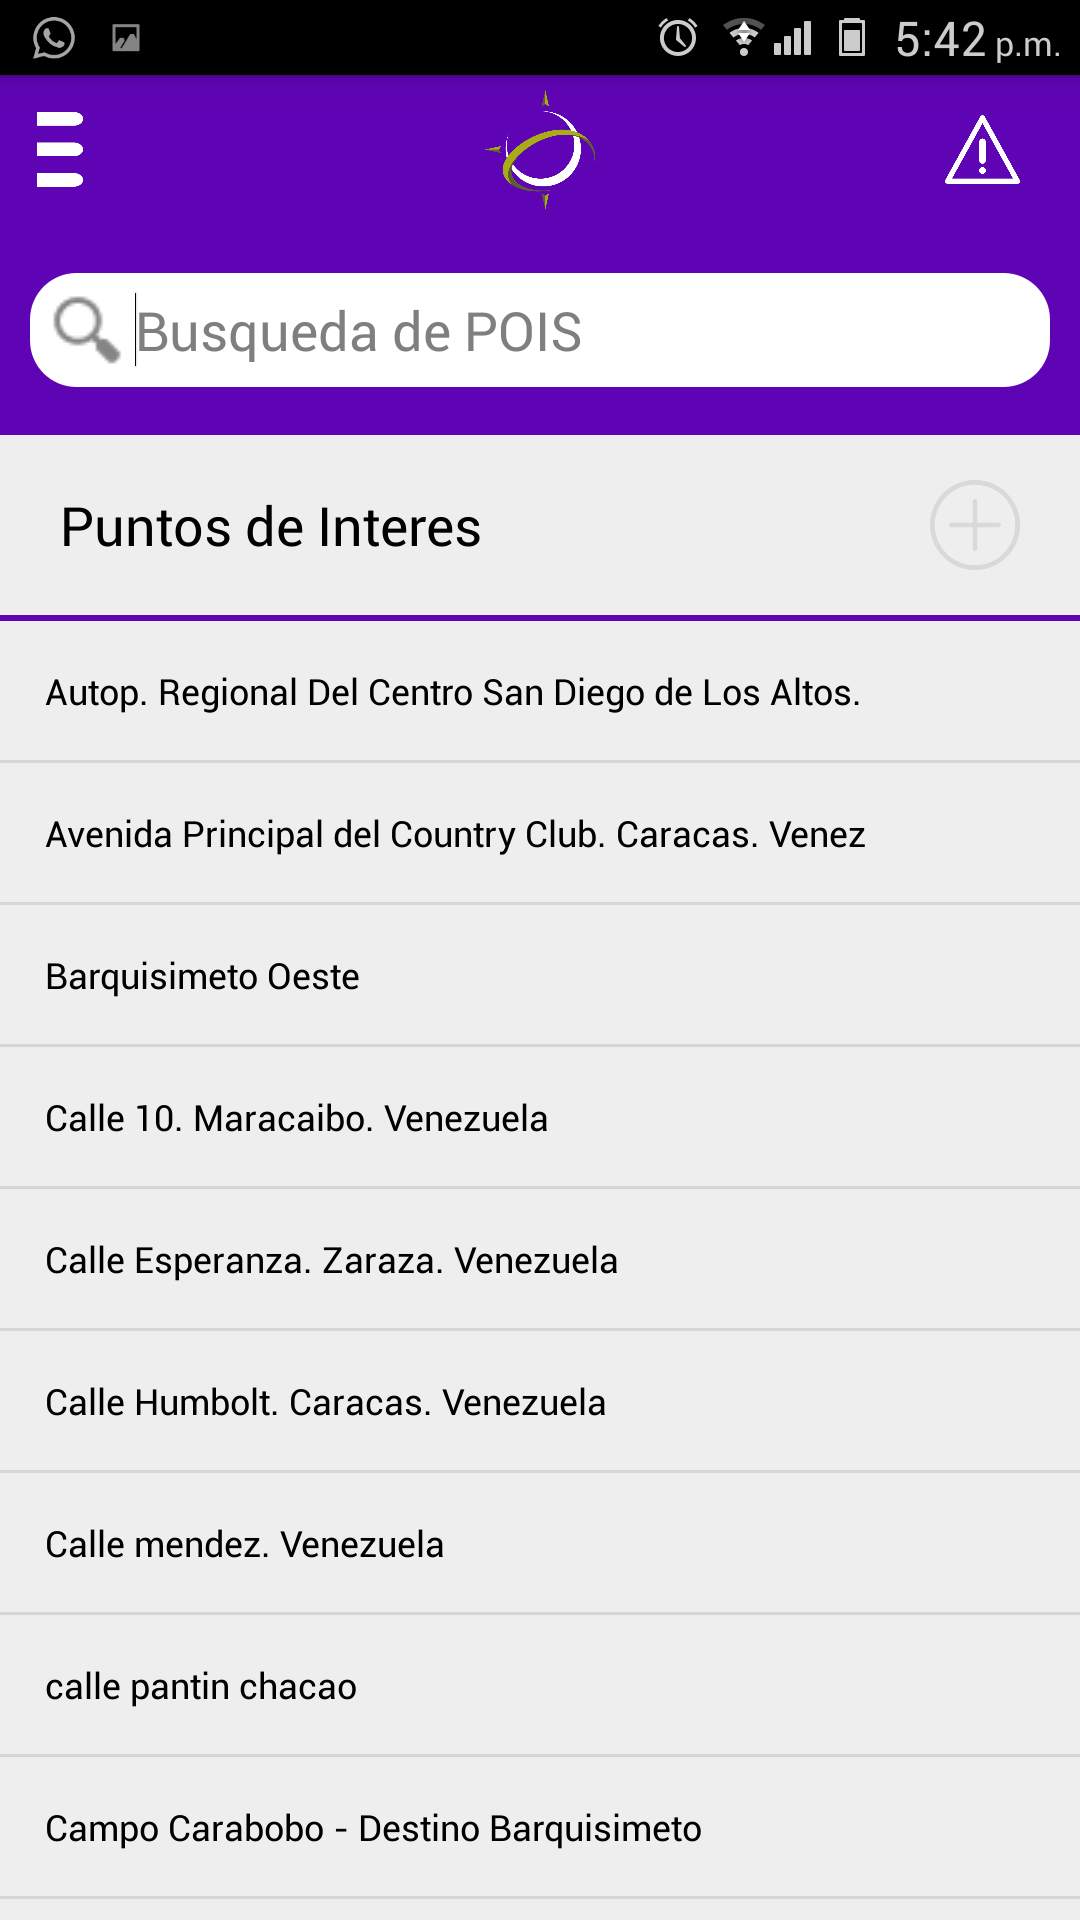 5:42 p.m.
Busqueda de POIS
Puntos de Interes
Autop. Regional Del Centro San Diego de Los Altos.
Avenida Principal del Country Club. Caracas. Venez
Barquisimeto Oeste
Calle 10. Maracaibo. Venezuela
Calle Esperanza. Zaraza. Venezuela
Calle Humbolt. Caracas. Venezuela
Calle mendez. Venezuela
calle pantin chacao
Campo Carabobo - Destino Barquisimeto